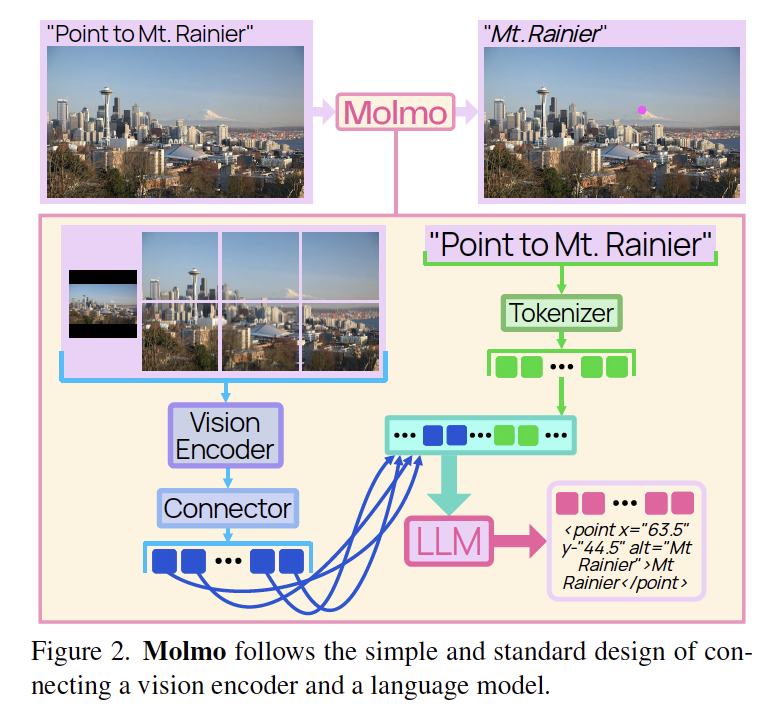 "Point to Mt. Rainier"
Molmo
"Mt. Rainier"
"Point to Mt. Rainier"
Tokenizer
Vision
Encoder
Connector
LLM
<point x="63.5"
y-"44.5" alt="Mt
Rainier">Mt
Rainier</point>
Figure 2. Molmo follows the simple and standard design of con-
necting a vision encoder and a language model.